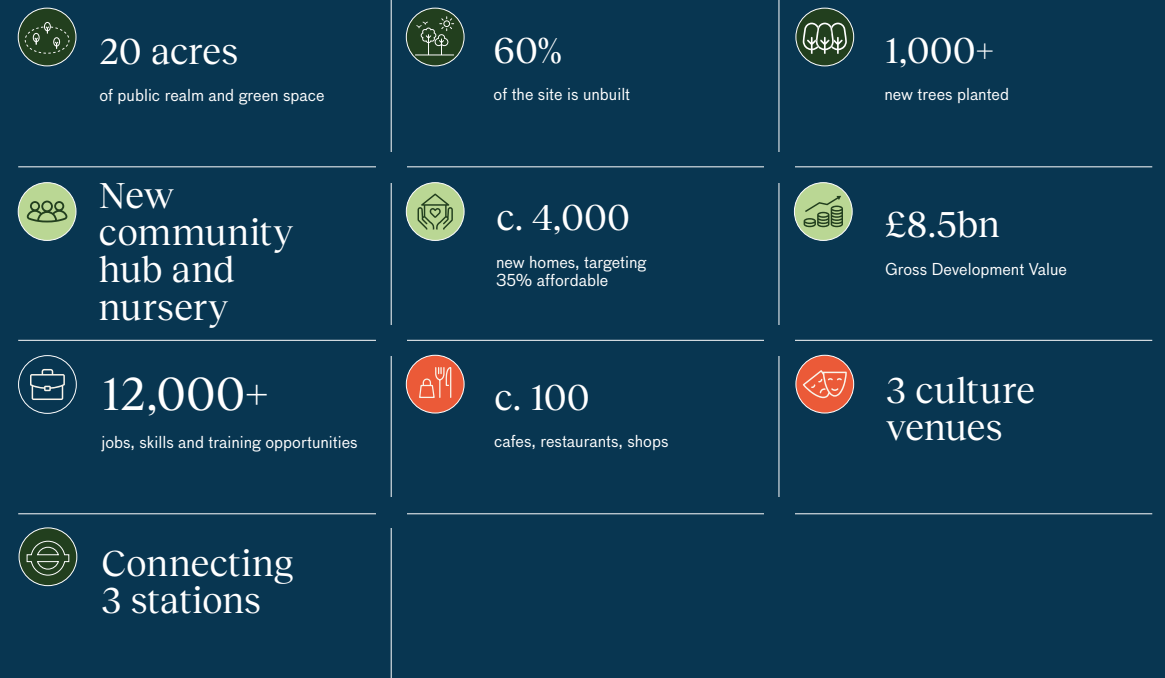 20 acres
of public realm and green space
60%
of the site is unbuilt
1,000+
new trees planted
New
community
hub and
nursery
c. 4,000
new homes, targeting
35% affordable
£8.5bn
Gross Development Value
12,000+
jobs, skills and training opportunities
c. 100
cafes, restaurants, shops
3 culture
venues
Connecting
3 stations